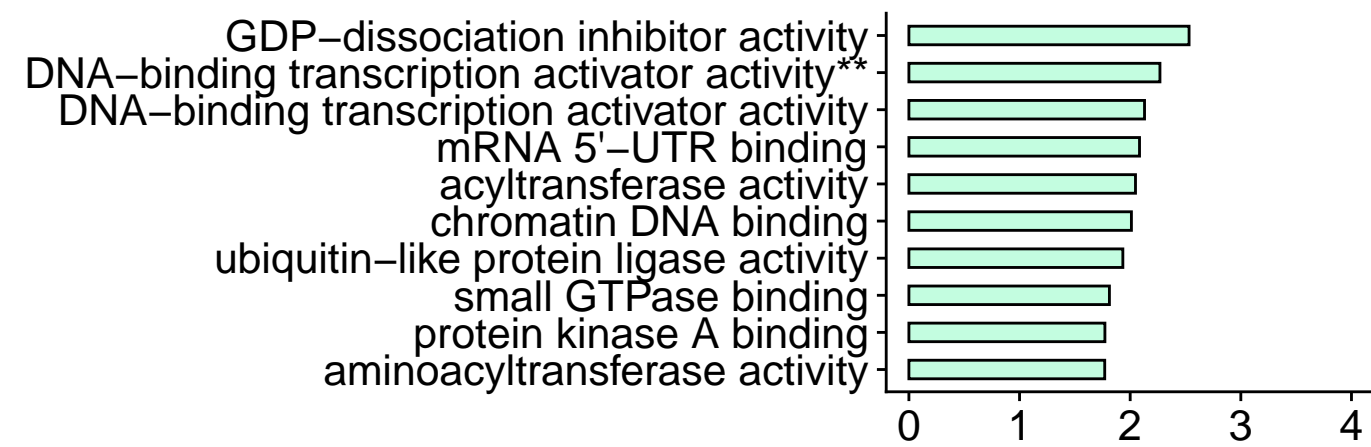 GDP−dissociation inhibitor activity
DNA−binding transcription activator activity**
DNA−binding transcription activator activity
mRNA 5'−UTR binding
acyltransferase activity
chromatin DNA binding
ubiquitin−like protein ligase activity
small GTPase binding
protein kinase A binding
aminoacyltransferase activity
0 1 2 3 4